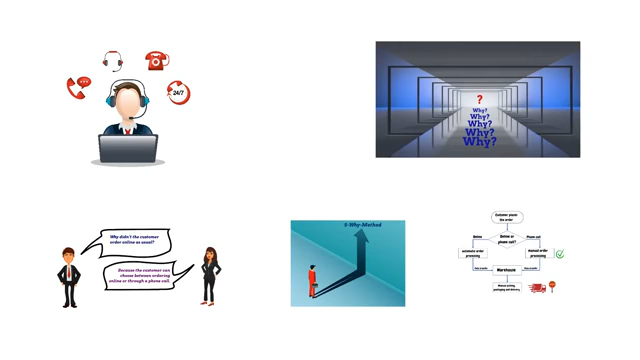 24/7
?
Why?
Why?
Why?
Why?
Why?
Why didn't the customer
order online as usual?
Because the customer can
choose between ordering
online or through a phone call.
5-Why-Method
Customer places
the order
Online
Online or
phone call?
Phone call
automatic order
processing
manual order
processing
Warehouse